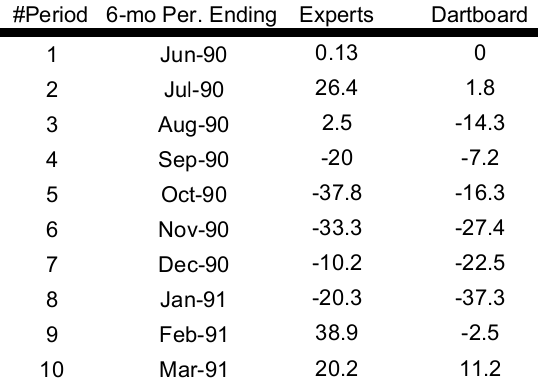 #Period 6-mo Per. Ending Experts Dartboard
1 Jun-90 0.13 0
2 Jul-90 26.4 1.8
3 Aug-90 2.5 -14.3
4 Sep-90 -20 -7.2
5 Oct-90 -37.8 -16.3
6 Nov-90 -33.3 -27.4
7 Dec-90 -10.2 -22.5
8 Jan-91 -20.3 -37.3
9 Feb-91 38.9 -2.5
10 Mar-91 20.2 11.2